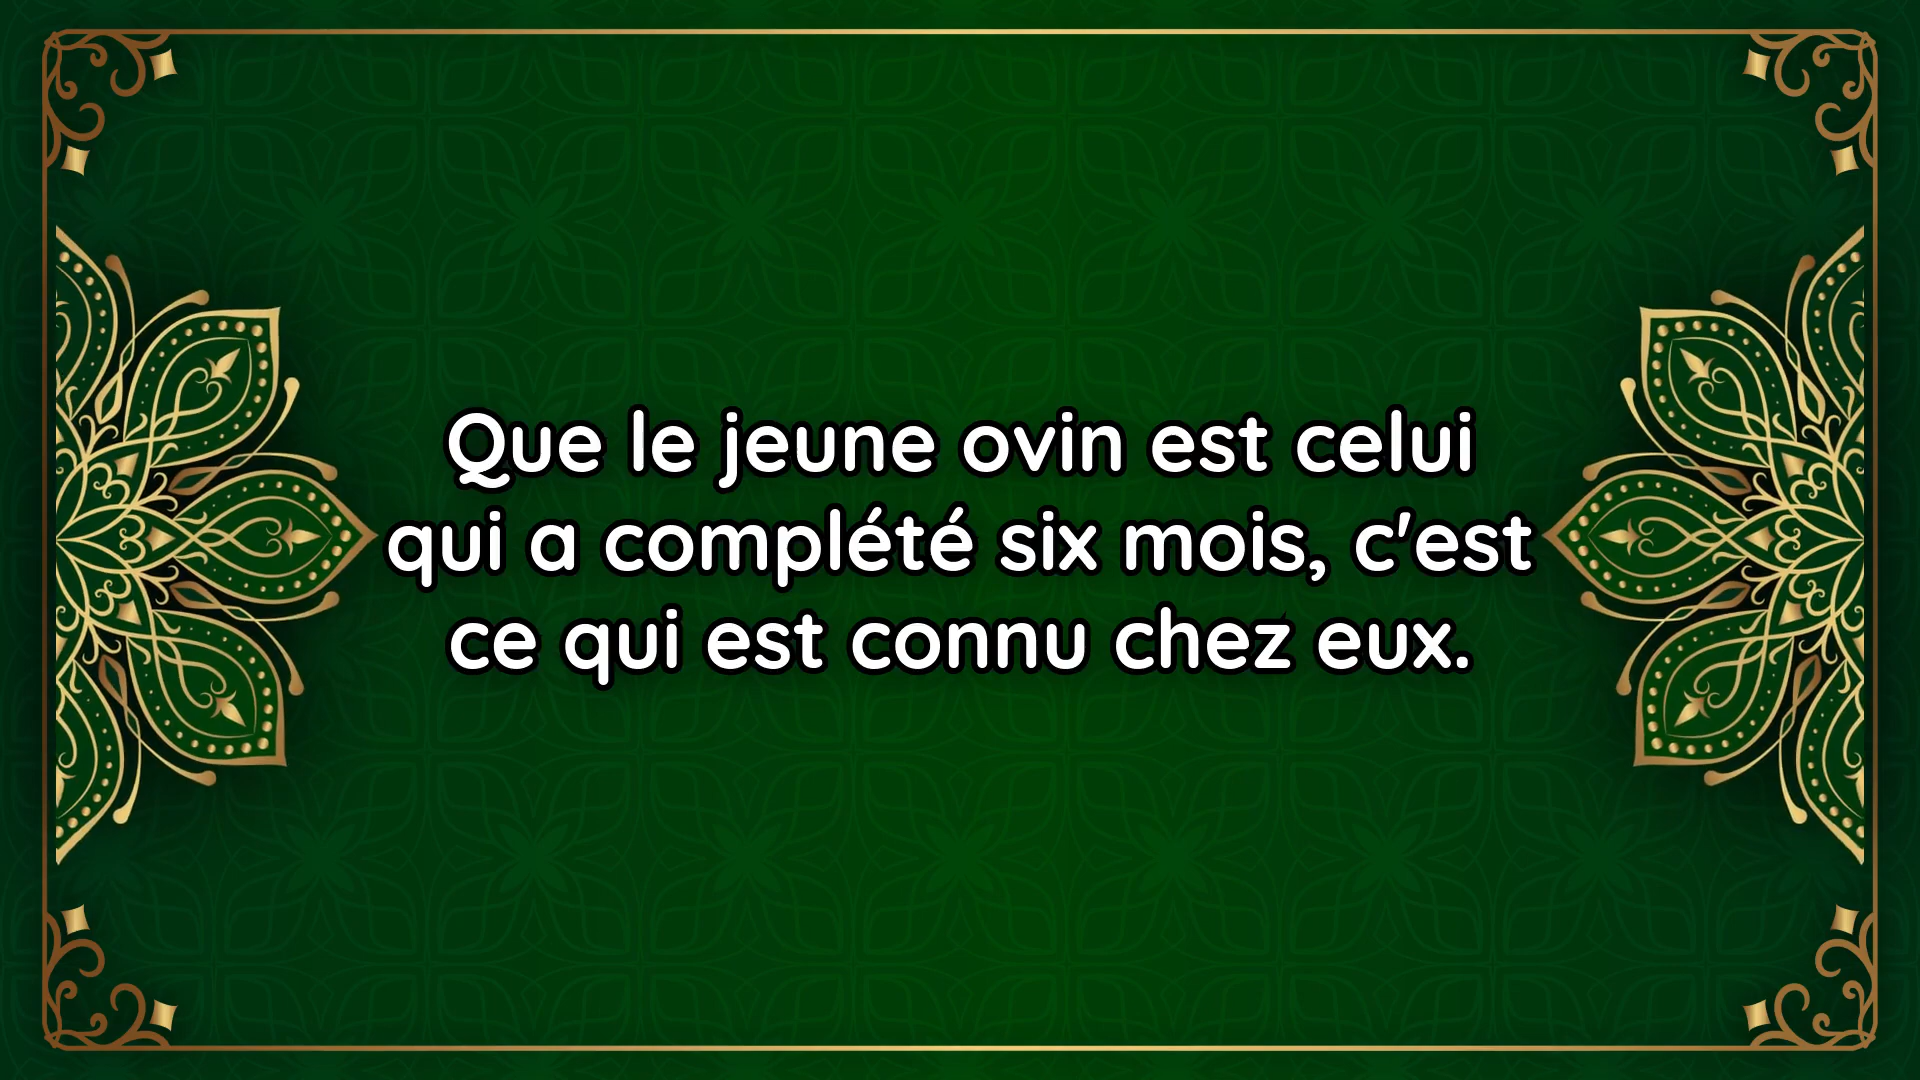 Que le jeune ovin est celui
qui a complété six mois, c'est
ce qui est connu chez eux.